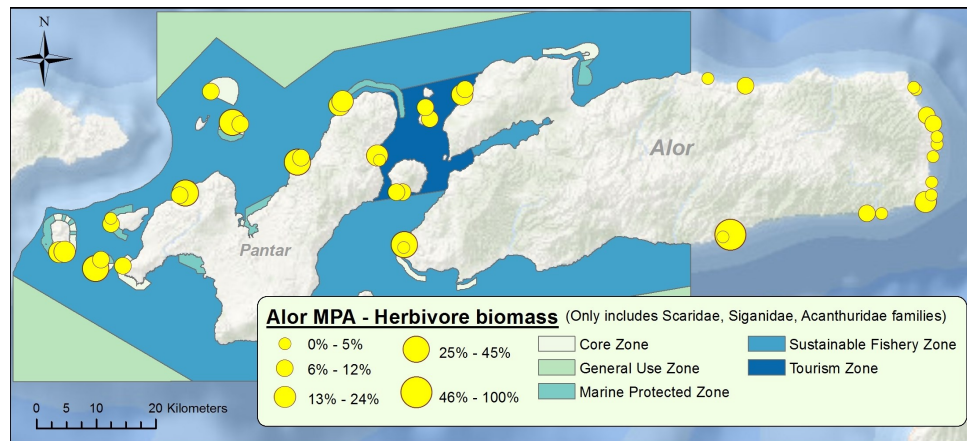 N
Alor
Pantar
Alor MPA - Herbivore biomass (Only includes Scaridae, Siganidae, Acanthuridae families)
0% - 5%
6% - 12%
13% - 24%
25% - 45%
46% - 100%
Core Zone
General Use Zone
Marine Protected Zone
Sustainable Fishery Zone
Tourism Zone
0 5 10 20 Kilometers